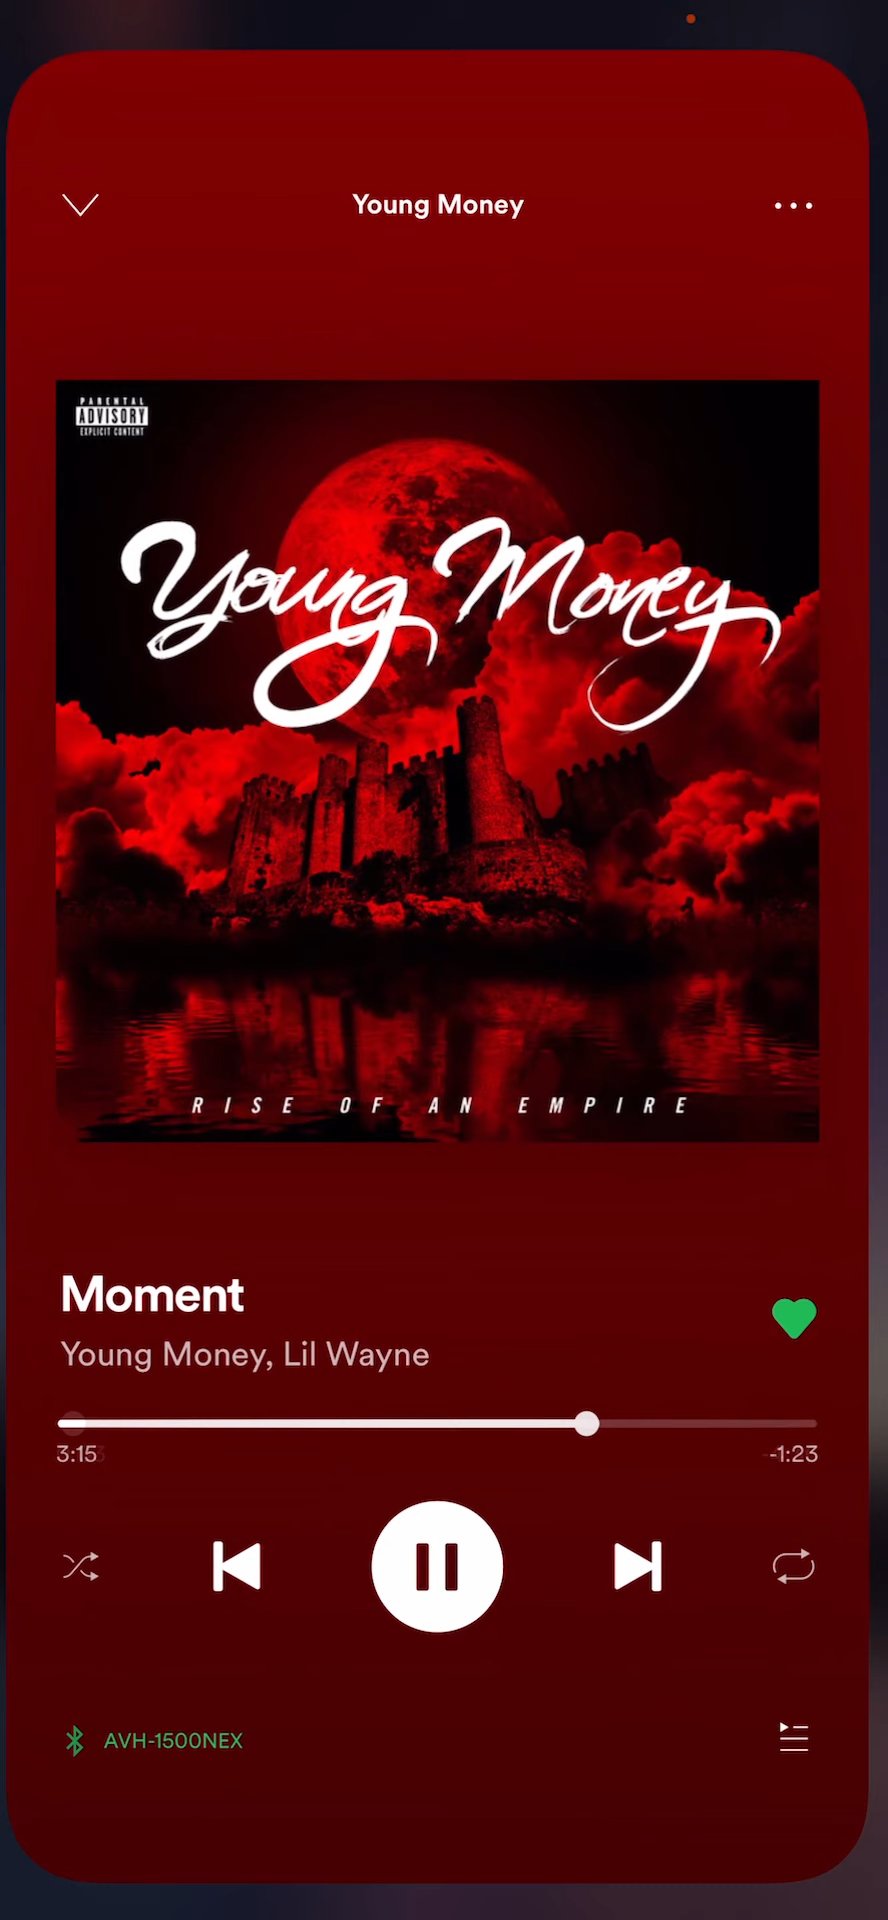 Young Money
PARENTAL
ADVISORY
EXPLICIT CONTENT
Young Money
RISE OF AN EMPIRE
Moment
Young Money, Lil Wayne
3:15
-1:23
AVH-1500NEX